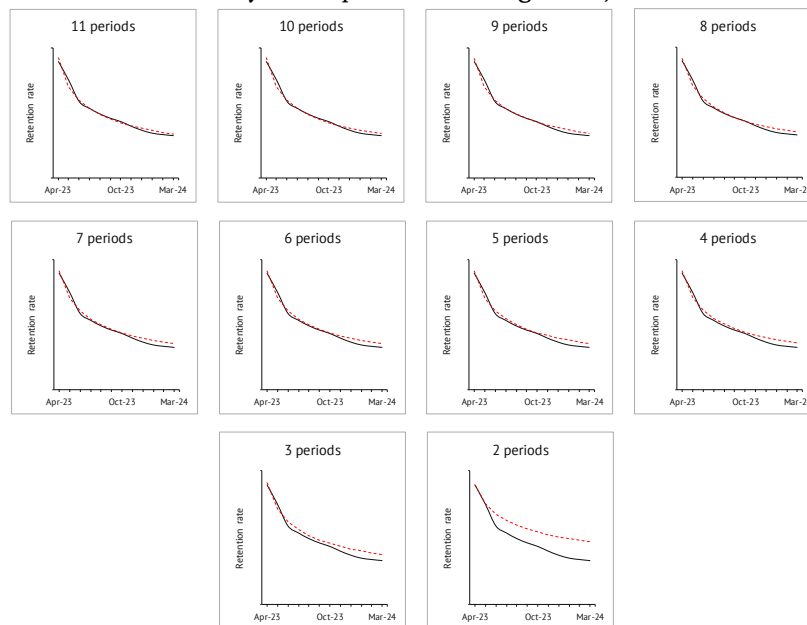 11 periods
10 periods
9 periods
8 periods
Retention rate
Retention rate
Retention rate
Retention rate
Apr-23 Oct-23 Mar-24
Apr-23 Oct-23 Mar-24
Apr-23 Oct-23 Mar-24
Apr-23 Oct-23 Mar-24
7 periods
6 periods
5 periods
4 periods
Retention rate
Retention rate
Retention rate
Retention rate
Apr-23 Oct-23 Mar-24
Apr-23 Oct-23 Mar-24
Apr-23 Oct-23 Mar-24
Apr-23 Oct-23 Mar-24
3 periods
2 periods
Retention rate
Retention rate
Apr-23 Oct-23 Mar-24
Apr-23 Oct-23 Mar-24